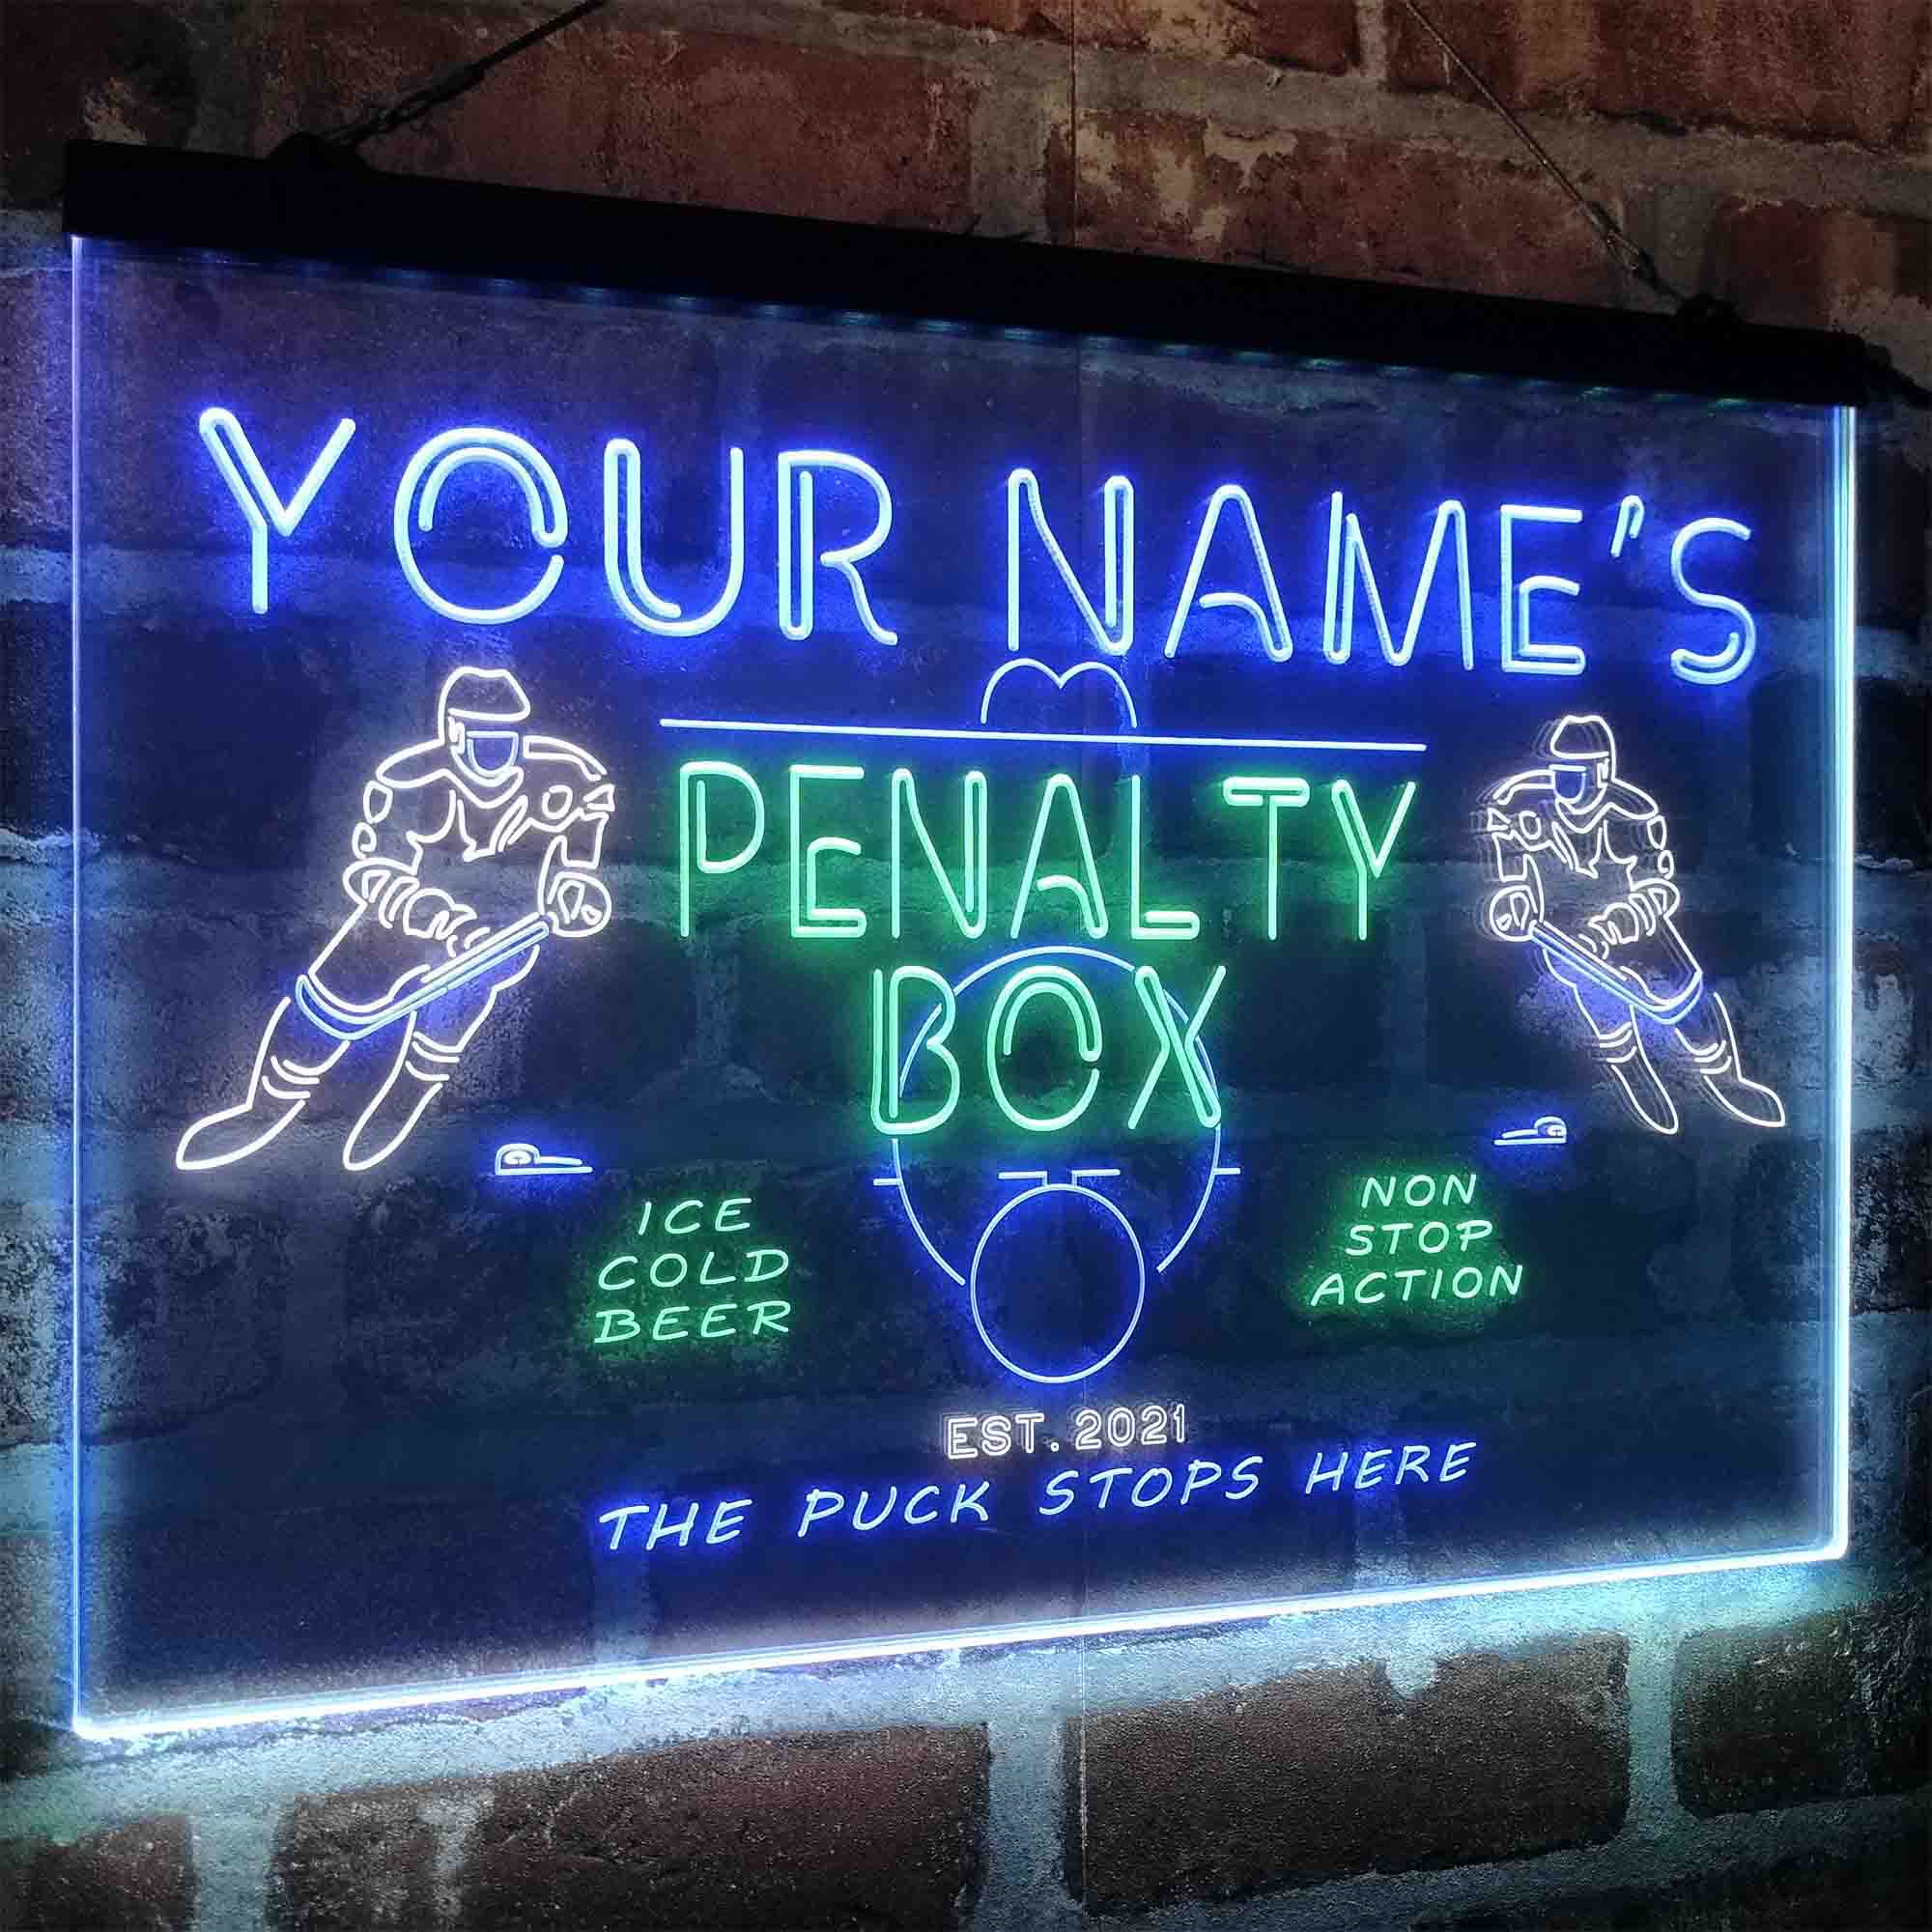 YOUR NAME'S
PENALTY
BOX
ICE
COLD
BEER
NON
STOP
ACTION
EST. 2021
THE PUCK STOPS HERE